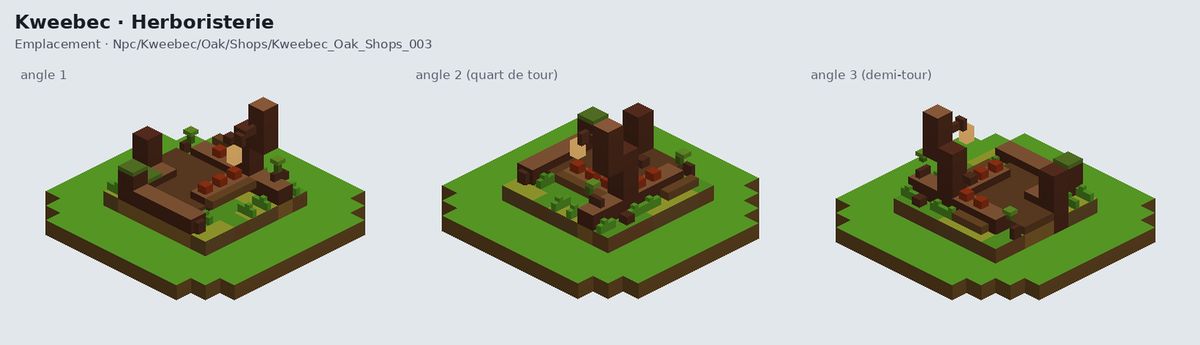 Kweebec · Herboristerie
Emplacement · Npc/Kweebec/Oak/Shops/Kweebec_Oak_Shops_003
angle 1
angle 2 (quart de tour)
angle 3 (demi-tour)